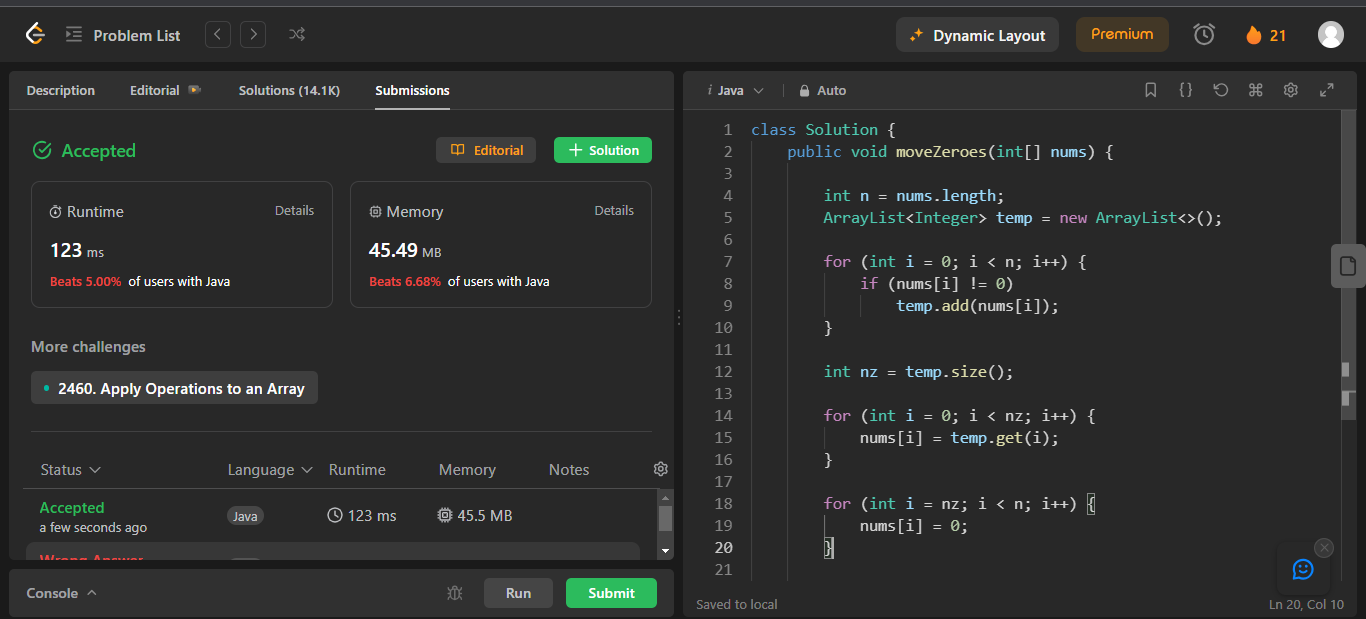 Problem List
Dynamic Layout
Premium
21
Description Editorial Solutions (14.1K) Submissions
Accepted
Editorial
Solution
Runtime Details
123 ms
Beats 5.00% of users with Java
Memory Details
45.49 MB
Beats 6.68% of users with Java
More challenges
2460. Apply Operations to an Array
Status Language Runtime Memory Notes
Accepted
a few seconds ago
Java 123 ms 45.5 MB
Wrong Answer
Console Run Submit
i Java Auto
1 class Solution {
2 public void moveZeroes(int[] nums) {
3
4 int n = nums.length;
5 ArrayList<Integer> temp = new ArrayList<>();
6
7 for (int i = 0; i < n; i++) {
8 if (nums[i] != 0)
9 temp.add(nums[i]);
10 }
11
12 int nz = temp.size();
13
14 for (int i = 0; i < nz; i++) {
15 nums[i] = temp.get(i);
16 }
17
18 for (int i = nz; i < n; i++) {
19 nums[i] = 0;
20 }
21
Saved to local
Ln 20, Col 10